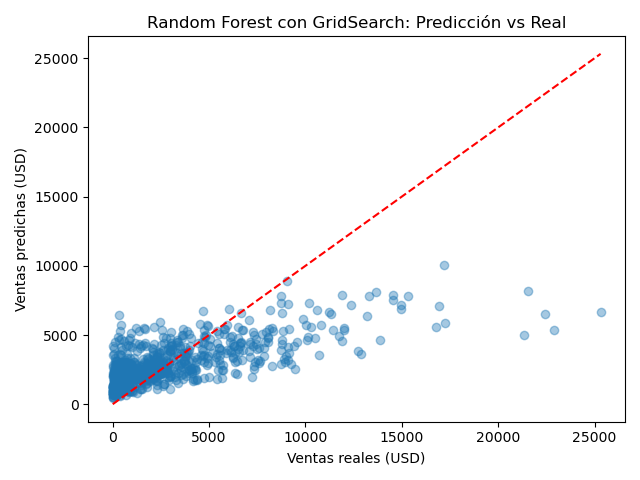 Random Forest con GridSearch: Predicción vs Real
Ventas predichas (USD)
25000
20000
15000
10000
5000
0
0 5000 10000 15000 20000 25000
Ventas reales (USD)